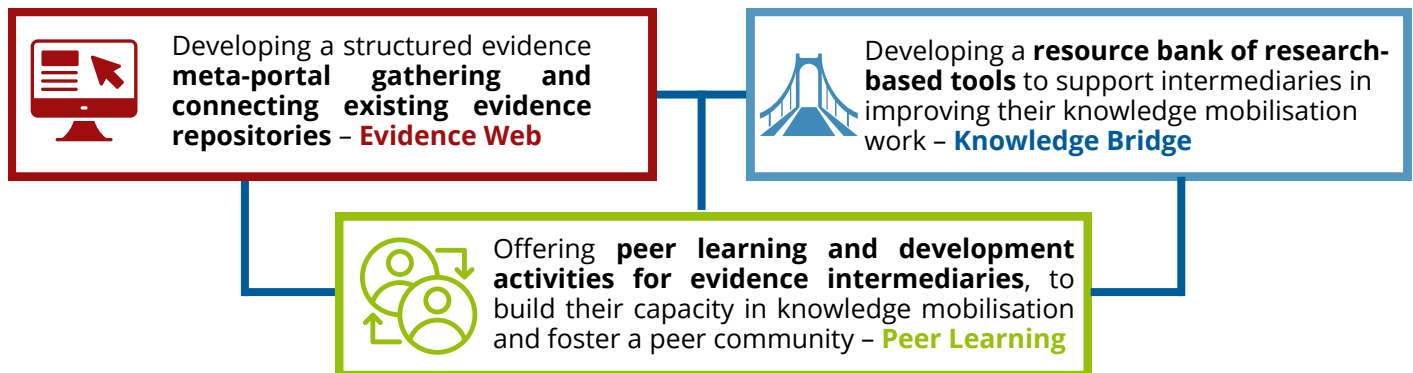 Developing a structured evidence
meta-portal gathering and
connecting existing evidence
repositories – Evidence Web
Developing a resource bank of research-
based tools to support intermediaries in
improving their knowledge mobilisation
work – Knowledge Bridge
Offering peer learning and development
activities for evidence intermediaries, to
build their capacity in knowledge mobilisation
and foster a peer community – Peer Learning